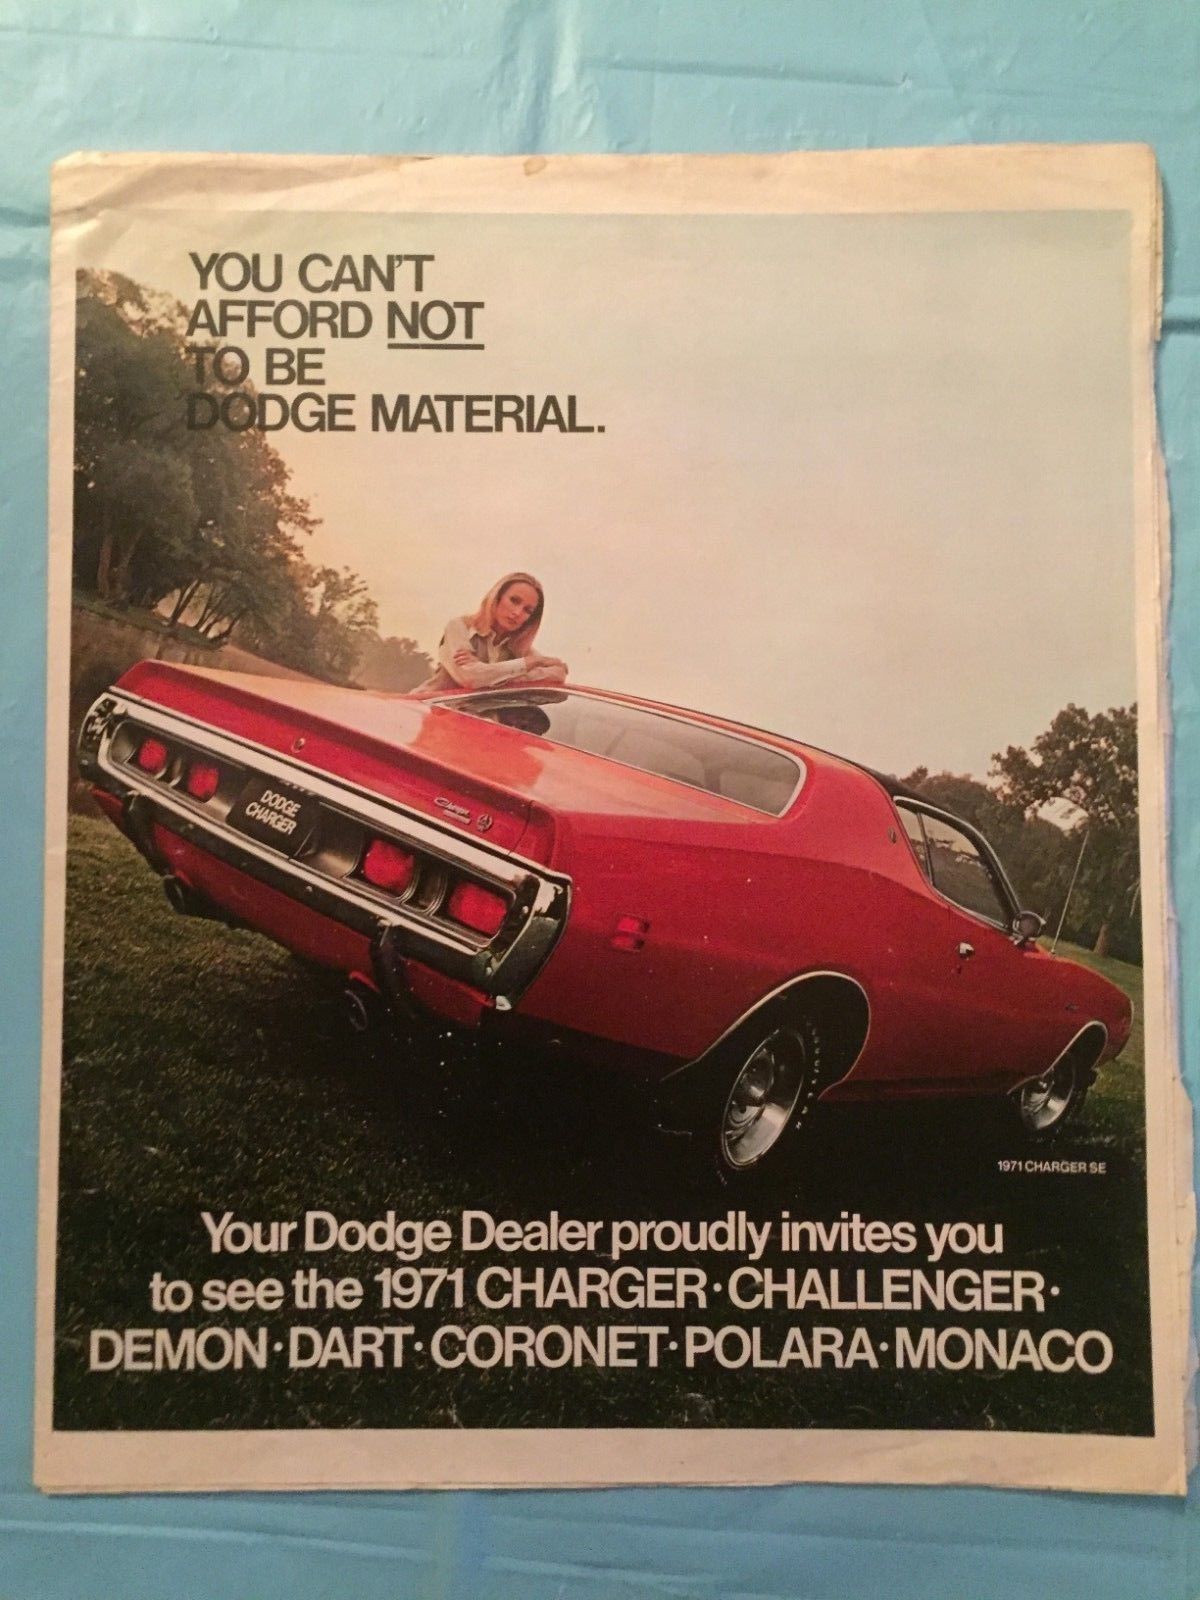 YOU CAN'T
AFFORD NOT
TO BE
DODGE MATERIAL.
DODGE
CHARGER
Charger
1971 CHARGER SE
Your Dodge Dealer proudly invites you
to see the 1971 CHARGER · CHALLENGER ·
DEMON · DART · CORONET · POLARA · MONACO